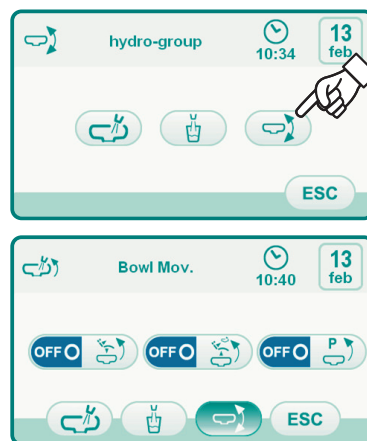 hydro-group
10:34
13
feb
ESC
Bowl Mov.
10:40
13
feb
OFF OFF OFF P
ESC